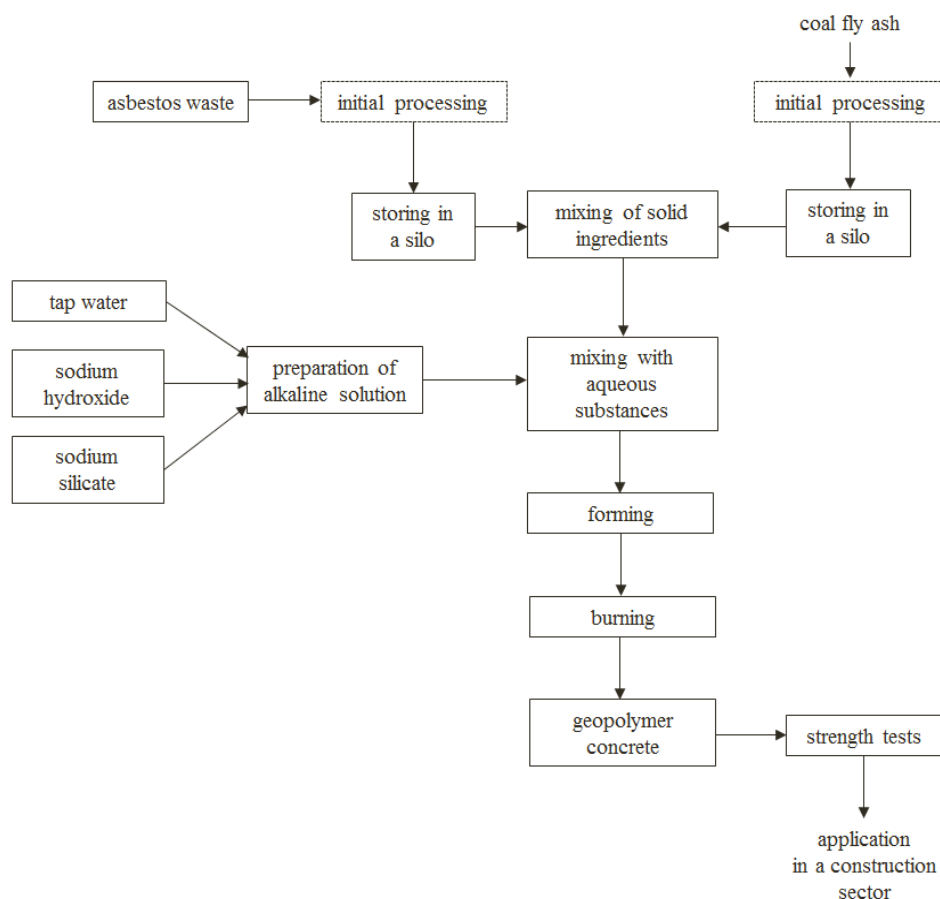 coal fly ash
asbestos waste
initial processing
initial processing
storing in
a silo
mixing of solid
ingredients
storing in
a silo
tap water
sodium
hydroxide
sodium
silicate
preparation of
alkaline solution
mixing with
aqueous
substances
forming
burning
geopolymer
concrete
strength tests
application
in a construction
sector